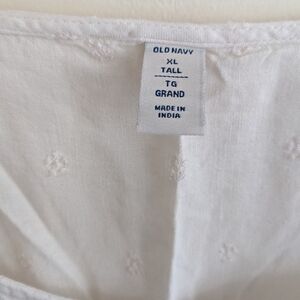 OLD NAVY
XL
TALL
TG
GRAND
MADE IN
INDIA